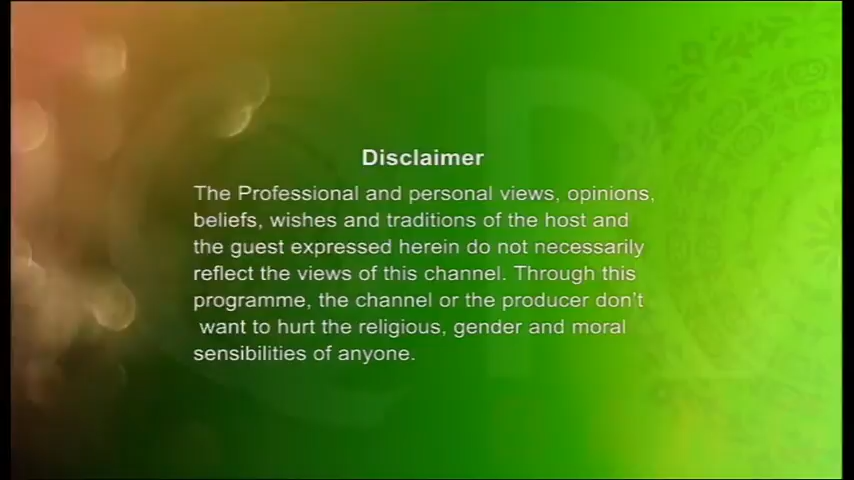 Disclaimer
The Professional and personal views, opinions,
beliefs, wishes and traditions of the host and
the guest expressed herein do not necessarily
reflect the views of this channel. Through this
programme, the channel or the producer don't
want to hurt the religious, gender and moral
sensibilities of anyone.